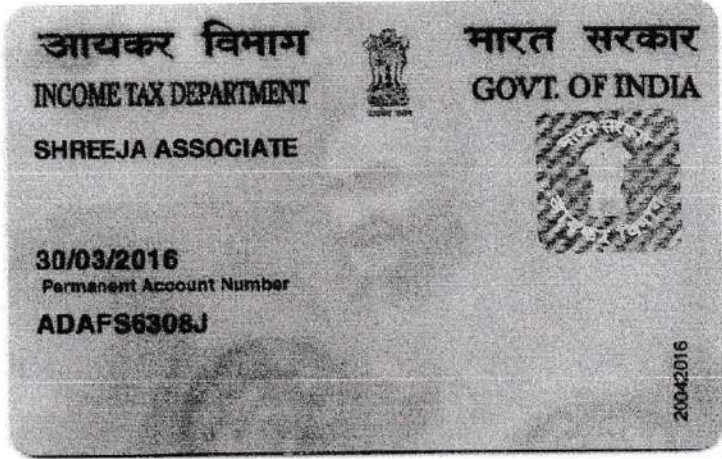 आयकर विभाग
भारत सरकार
INCOME TAX DEPARTMENT
GOVT. OF INDIA
SHREEJA ASSOCIATE
30/03/2016
Permanent Account Number
ADAFS6308J
20042016